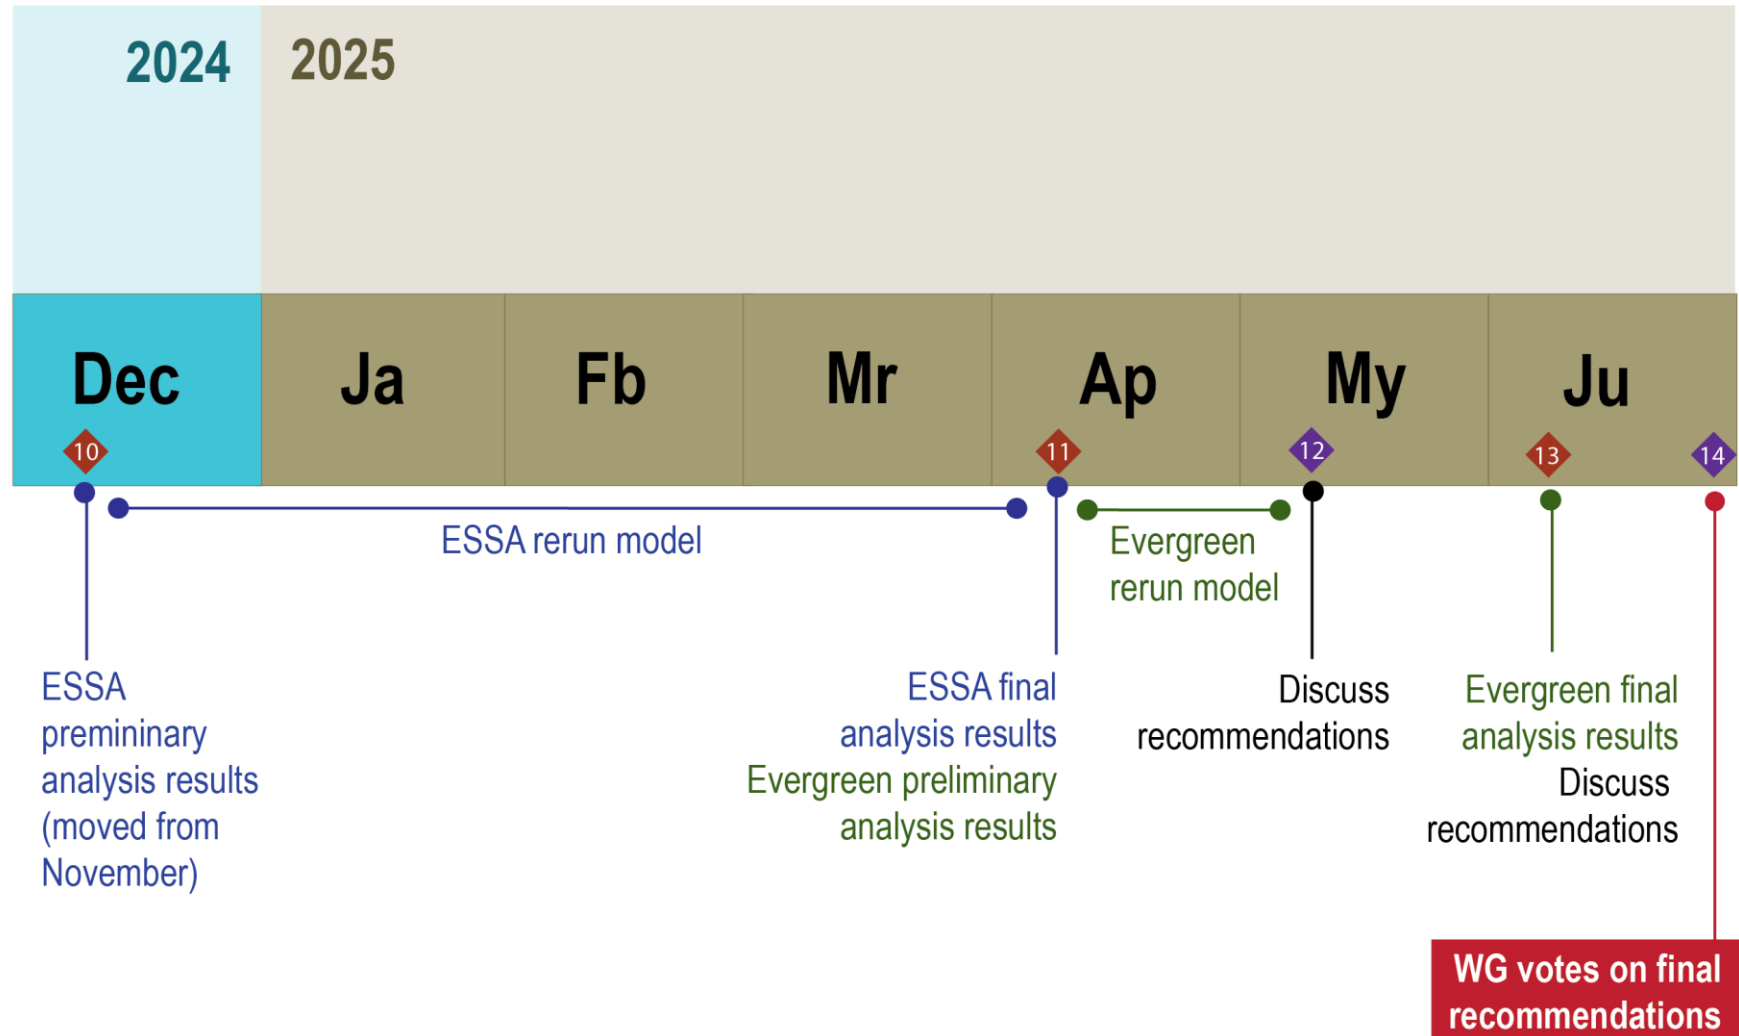 2024
2025
Dec
Ja
Fb
Mr
Ap
My
Ju
10
11
12
13
14
ESSA rerun model
Evergreen
rerun model
ESSA
premininary
analysis results
(moved from
November)
ESSA final
analysis results
Evergreen preliminary
analysis results
Discuss
recommendations
Evergreen final
analysis results
Discuss
recommendations
WG votes on final
recommendations